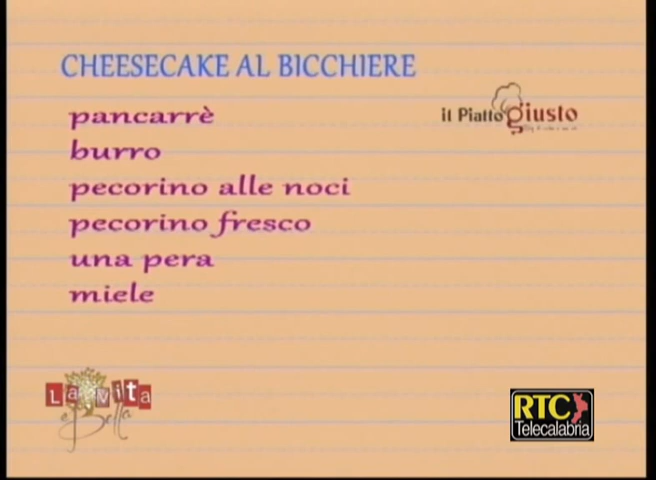 CHEESECAKE AL BICCHIERE
il Piatto giusto
pancarrè
burro
pecorino alle noci
pecorino fresco
una pera
miele
La Vita
è Bella
RTC
Telecalabria